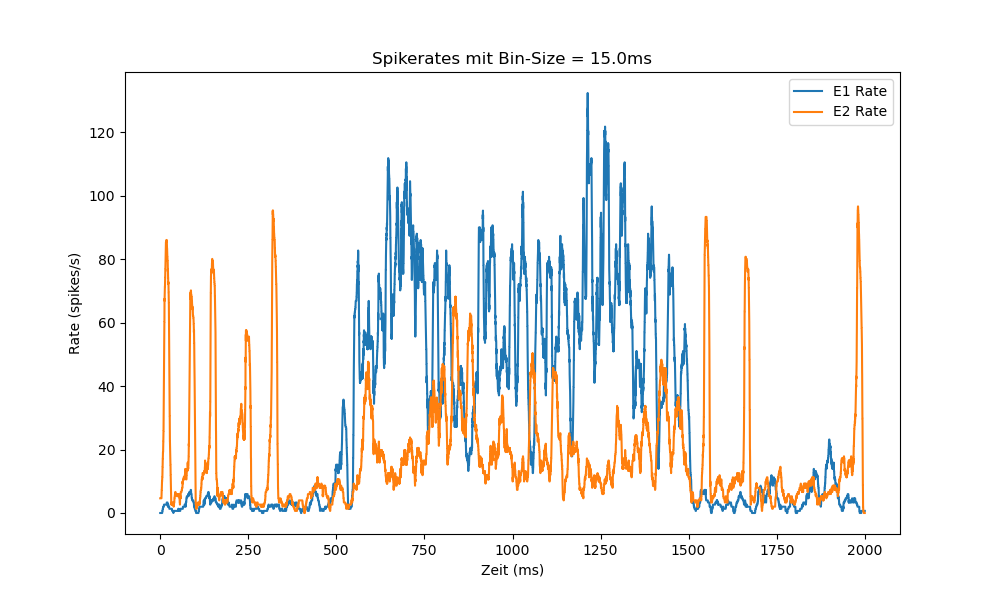 Spikerates mit Bin-Size = 15.0ms
E1 Rate
E2 Rate
120
100
80
60
40
20
0
Rate (spikes/s)
0 250 500 750 1000 1250 1500 1750 2000
Zeit (ms)